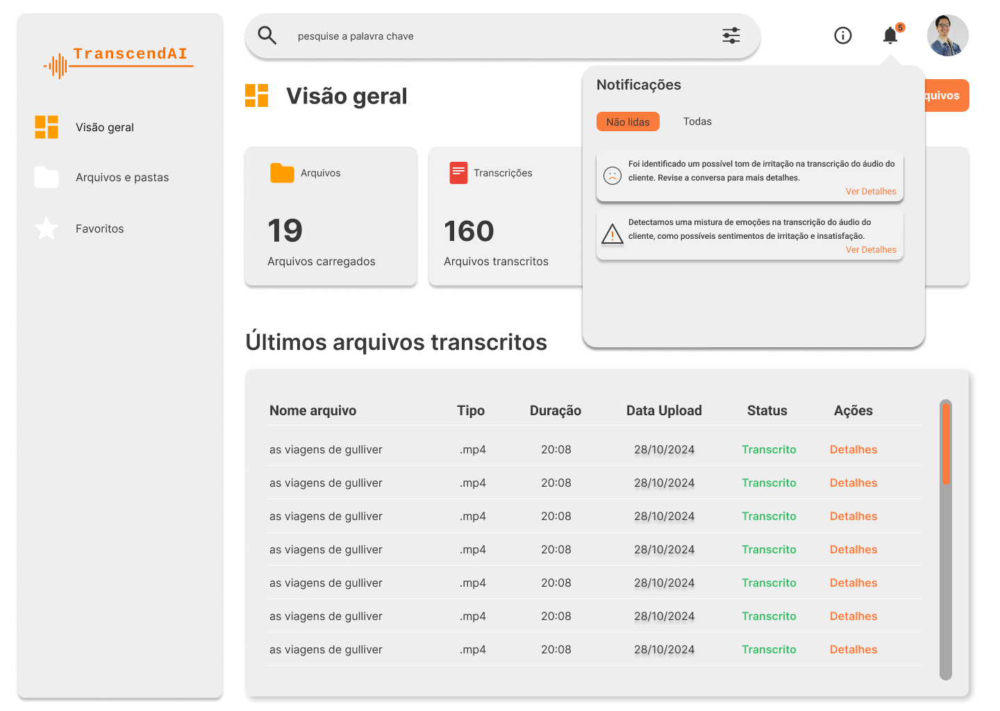 TranscendAI
Visão geral
Arquivos e pastas
Favoritos
pesquise a palavra chave
5
Visão geral
quivos
Notificações
Não lidas
Todas
Foi identificado um possível tom de irritação na transcrição do áudio do
cliente. Revise a conversa para mais detalhes.
Ver Detalhes
Detectamos uma mistura de emoções na transcrição do áudio do
cliente, como possíveis sentimentos de irritação e insatisfação.
Ver Detalhes
Arquivos
19
Arquivos carregados
Transcrições
160
Arquivos transcritos
Últimos arquivos transcritos
Nome arquivo Tipo Duração Data Upload Status Ações
as viagens de gulliver .mp4 20:08 28/10/2024 Transcrito Detalhes
as viagens de gulliver .mp4 20:08 28/10/2024 Transcrito Detalhes
as viagens de gulliver .mp4 20:08 28/10/2024 Transcrito Detalhes
as viagens de gulliver .mp4 20:08 28/10/2024 Transcrito Detalhes
as viagens de gulliver .mp4 20:08 28/10/2024 Transcrito Detalhes
as viagens de gulliver .mp4 20:08 28/10/2024 Transcrito Detalhes
as viagens de gulliver .mp4 20:08 28/10/2024 Transcrito Detalhes